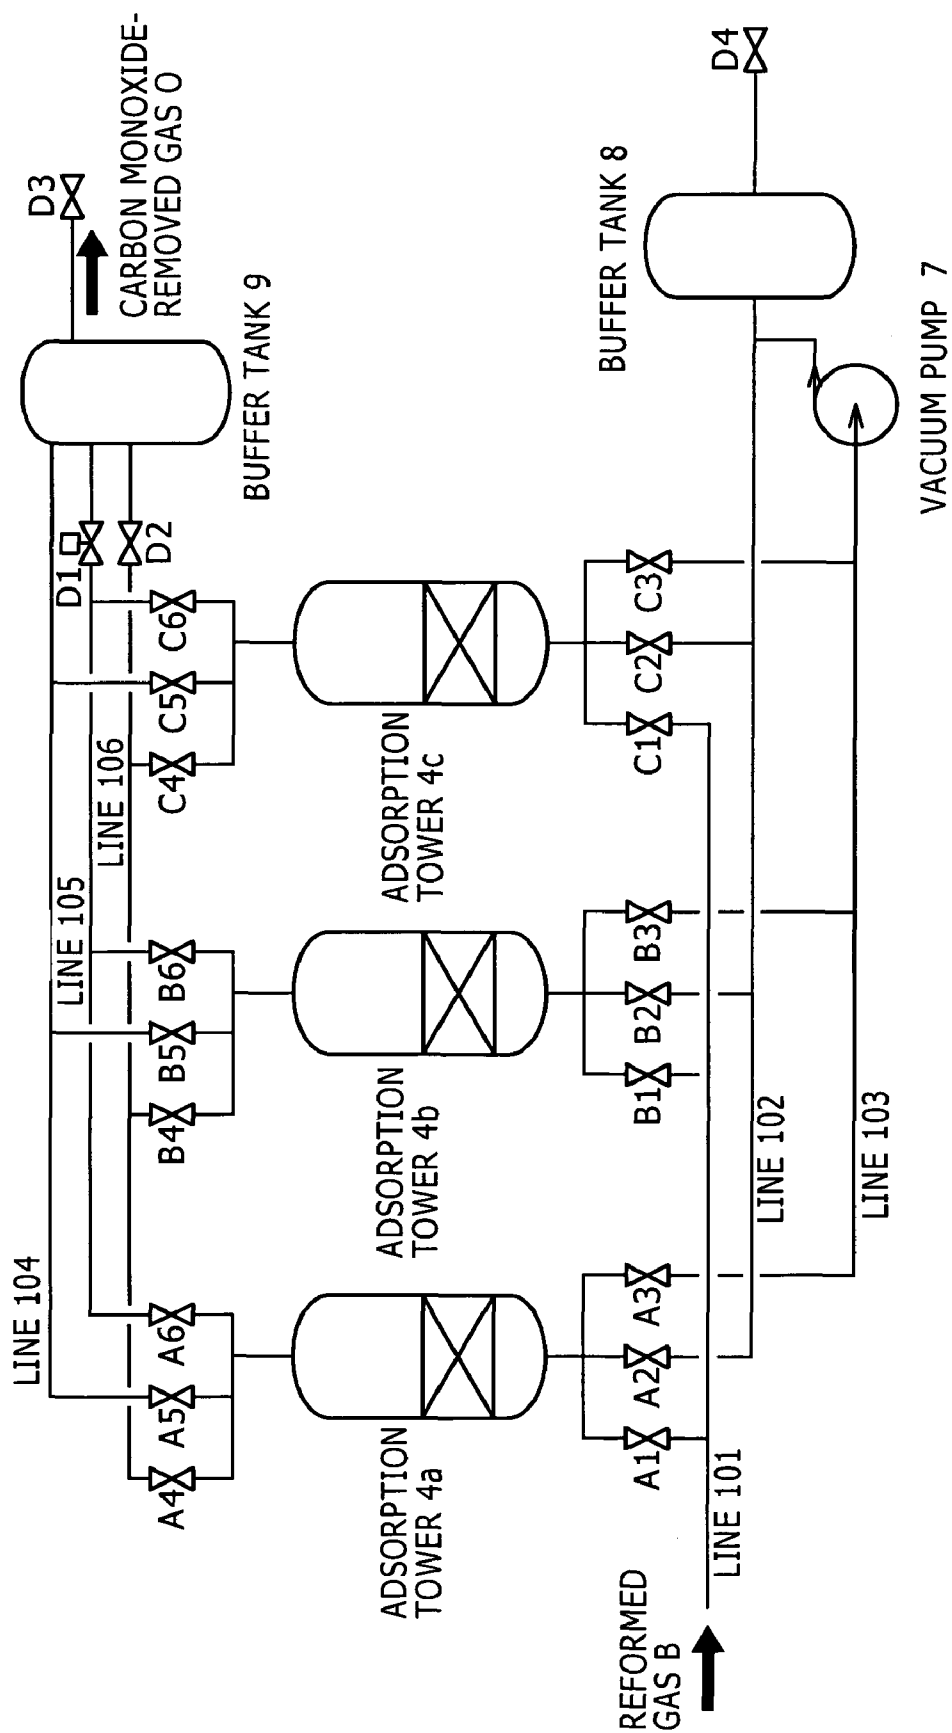 LINE 104
LINE 105
LINE 106
D1
D2
D3
CARBON MONOXIDE-
REMOVED GAS O
BUFFER TANK 9
A4
A5
A6
B4
B5
B6
C4
C5
C6
ADSORPTION
TOWER 4a
ADSORPTION
TOWER 4b
ADSORPTION
TOWER 4c
A1
A2
A3
B1
B2
B3
C1
C2
C3
REFORMED
GAS B
LINE 101
LINE 102
LINE 103
BUFFER TANK 8
D4
VACUUM PUMP 7